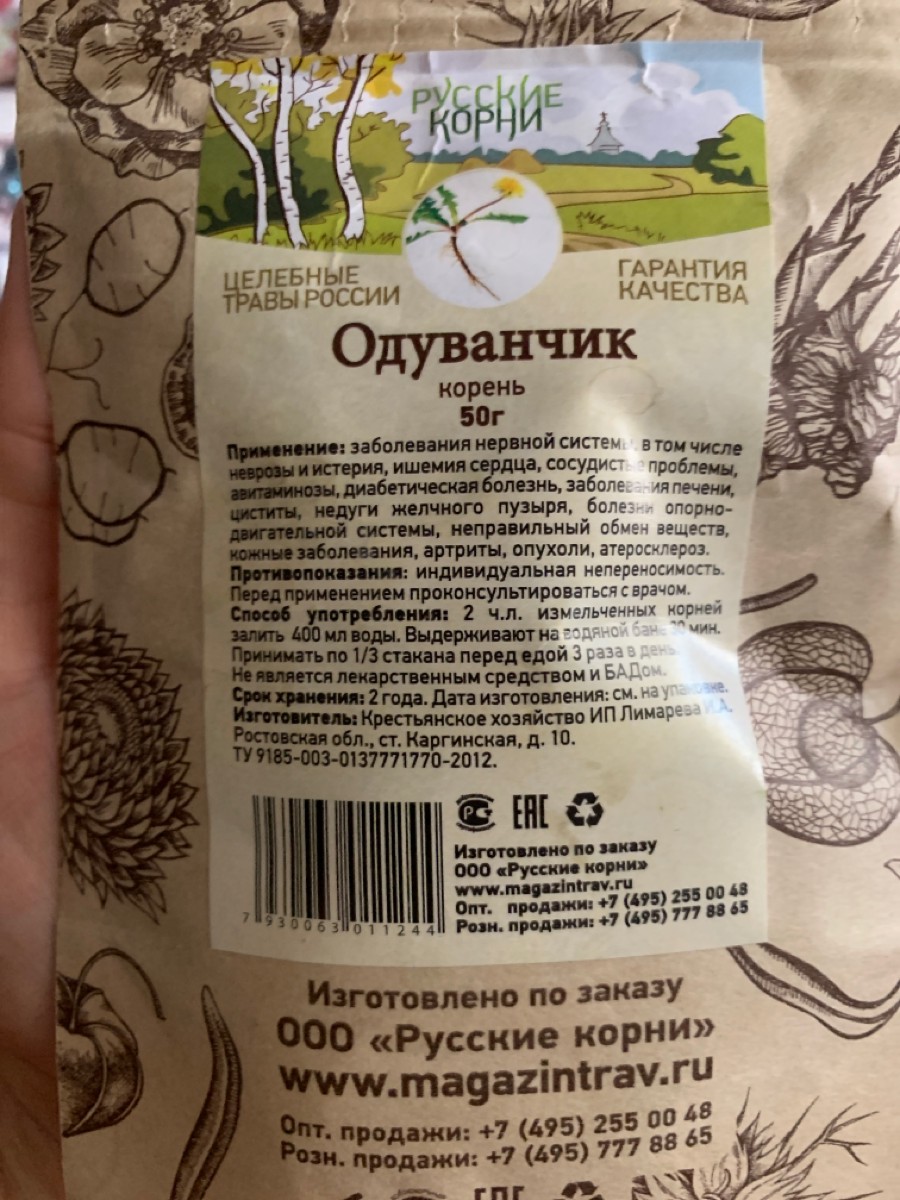 РУССКИЕ
КОРНИ
ЦЕЛЕБНЫЕ
ТРАВЫ РОССИИ
ГАРАНТИЯ
КАЧЕСТВА
Одуванчик
корень
50г
Применение: заболевания нервной системы, в том числе
неврозы и истерия, ишемия сердца, сосудистые проблемы,
авитаминозы, диабетическая болезнь, заболевания печени,
циститы, недуги желчного пузыря, болезни опорно-
двигательной системы, неправильный обмен веществ,
кожные заболевания, артриты, опухоли, атеросклероз.
Противопоказания: индивидуальная непереносимость.
Перед применением проконсультироваться с врачом.
Способ употребления: 2 ч.л. измельченных корней
залить 400 мл воды. Выдерживают на водяной бане мин.
Принимать по 1/3 стакана перед едой 3 раза в день.
Не является лекарственным средством и БАДом.
Срок хранения: 2 года. Дата изготовления: см. на упаковке.
Изготовитель: Крестьянское хозяйство ИП Лимарева И.А.
Ростовская обл., ст. Каргинская, д. 10.
ТУ 9185-003-0137771770-2012.
РС ЕАС
7 930063 011244
Изготовлено по заказу
ООО «Русские корни»
www.magazintrav.ru
Опт. продажи: +7 (495) 255 00 48
Розн. продажи: +7 (495) 777 88 65
Изготовлено по заказу
ООО «Русские корни»
www.magazintrav.ru
Опт. продажи: +7 (495) 255 00 48
Розн. продажи: +7 (495) 777 88 65